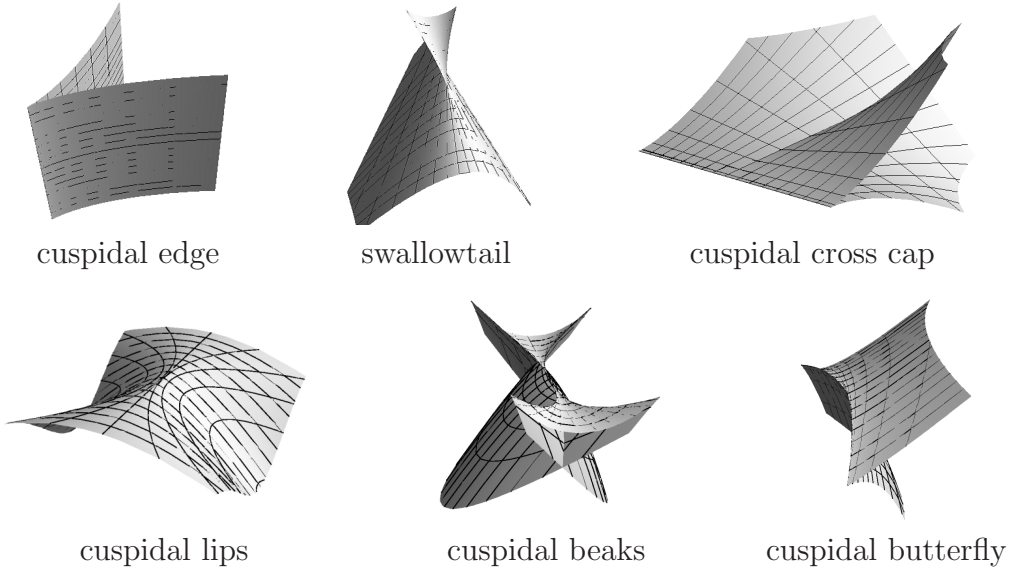 cuspidal edge
swallowtail
cuspidal cross cap
cuspidal lips
cuspidal beaks
cuspidal butterfly